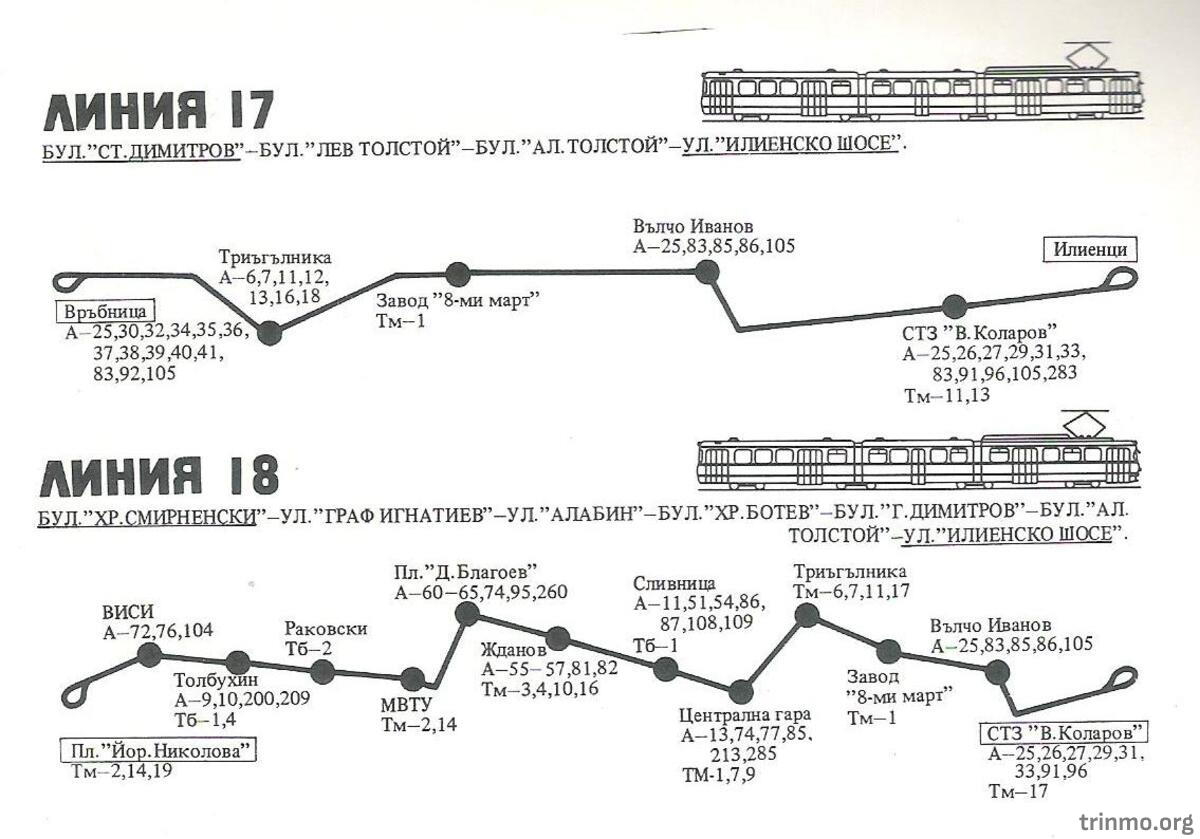 ЛИНИЯ 17
БУЛ."СТ.ДИМИТРОВ"–БУЛ."ЛЕВ ТОЛСТОЙ"–БУЛ."АЛ.ТОЛСТОЙ"–УЛ."ИЛИЕНСКО ШОСЕ".
Вълчо Иванов
А–25,83,85,86,105
Илиенци
Триъгълника
А–6,7,11,12,
13,16,18
Завод "8-ми март"
Тм–1
Връбница
А–25,30,32,34,35,36,
37,38,39,40,41,
83,92,105
СТЗ "В.Коларов"
А–25,26,27,29,31,33,
83,91,96,105,283
Тм–11,13
ЛИНИЯ 18
БУЛ."ХР.СМИРНЕНСКИ"–УЛ."ГРАФ ИГНАТИЕВ"–УЛ."АЛАБИН"–БУЛ."ХР.БОТЕВ"–БУЛ."Г.ДИМИТРОВ"–БУЛ."АЛ.
ТОЛСТОЙ"–УЛ."ИЛИЕНСКО ШОСЕ".
ВИСИ
А–72,76,104
Толбухин
А–9,10,200,209
Тб–1,4
Раковски
Тб–2
Пл."Д.Благоев"
А–60–65,74,95,260
МВТУ
Тм–2,14
Жданов
А–55–57,81,82
Тм–3,4,10,16
Сливница
А–11,51,54,86,
87,108,109
Тб–1
Централна гара
А–13,74,77,85,
213,285
ТМ-1,7,9
Триъгълника
Тм–6,7,11,17
Завод
"8-ми март"
Тм–1
Вълчо Иванов
А–25,83,85,86,105
Пл."Йор.Николова"
Тм–2,14,19
СТЗ "В.Коларов"
А–25,26,27,29,31,
33,91,96
Тм–17
trinmo.org